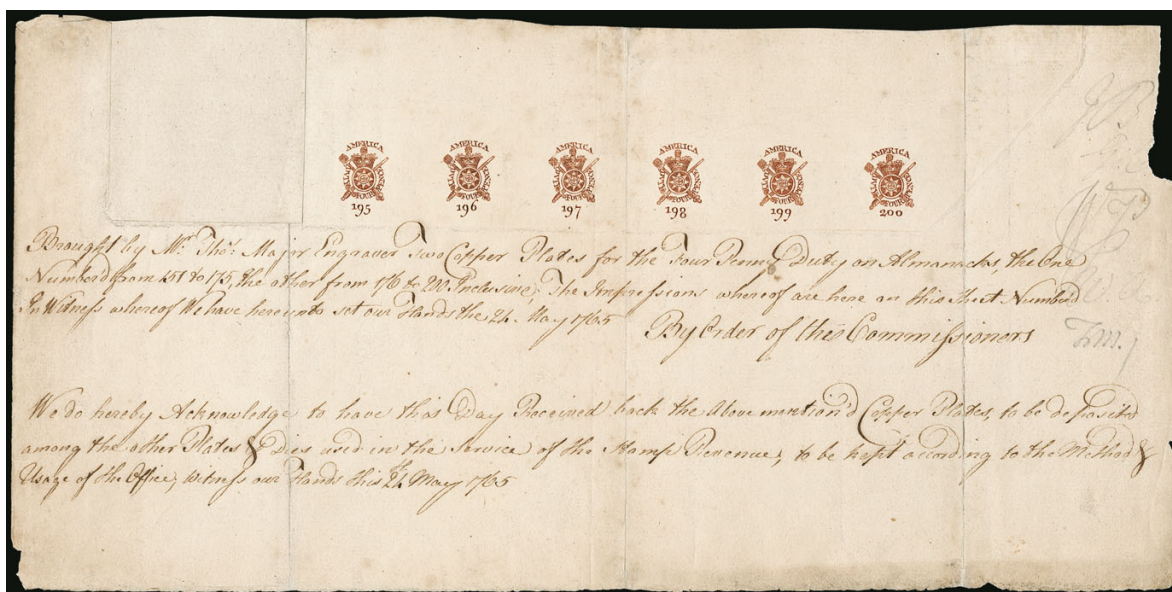 AMERICA AMERICA AMERICA AMERICA AMERICA AMERICA
195 196 197 198 199 200
Brought by Mr. Thos. Major Engraver Two Copper Plates for the Four Penny Duty on Almanacks, the One
Numberd from 151 to 175, the other from 176 to 200 Inclusive; The Impressions whereof are here on this Sheet Numberd
In Witness whereof We have hereunto set our Hands the 24 May 1765
By Order of the Commissioners
We do hereby Acknowledge to have this Day Received back the above mention'd Copper Plates, to be deposited
among the other Plates & Dies used in the Service of the Stamp Revenue, to be kept according to the Method &
Usage of the Office, witness our Hands this 24th May 1765